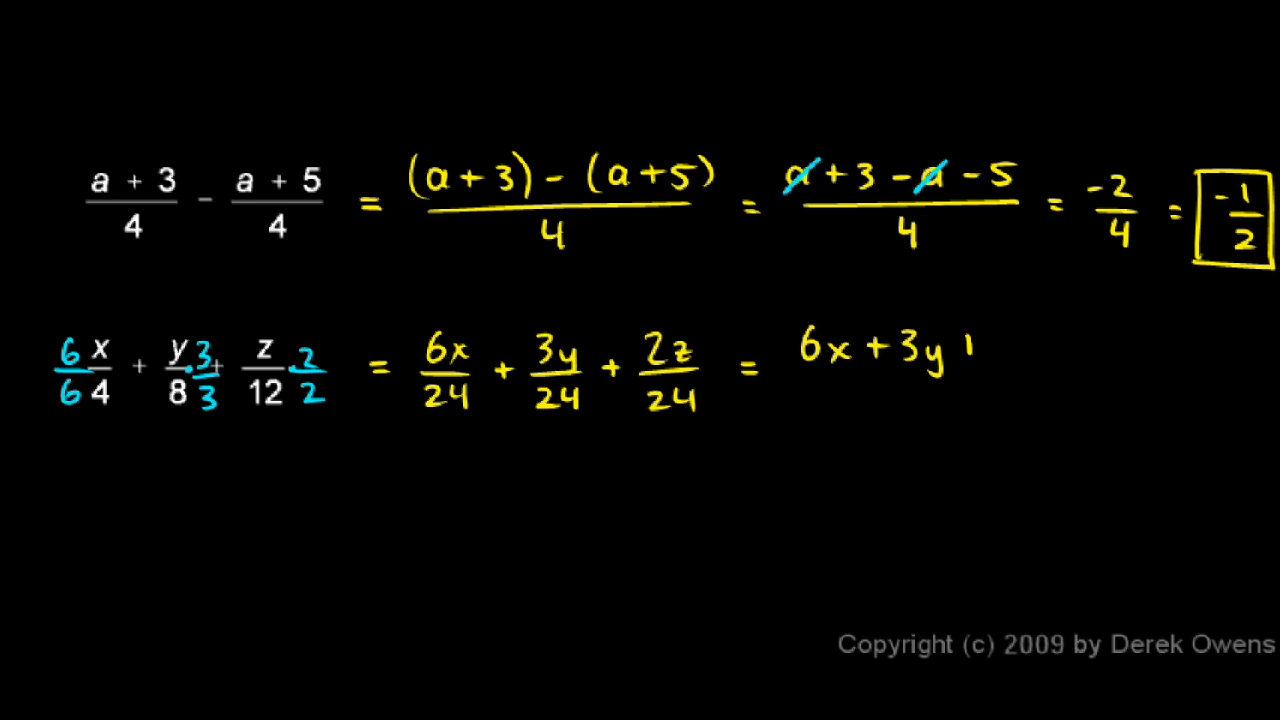 (a + 3)/4 - (a + 5)/4 = ((a + 3) - (a + 5))/4 = (a + 3 - a - 5)/4 = -2/4 = -1/2
6/6 x/4 + y/8 · 3/3 + z/12 · 2/2 = 6x/24 + 3y/24 + 2z/24 = 6x + 3y
Copyright (c) 2009 by Derek Owens